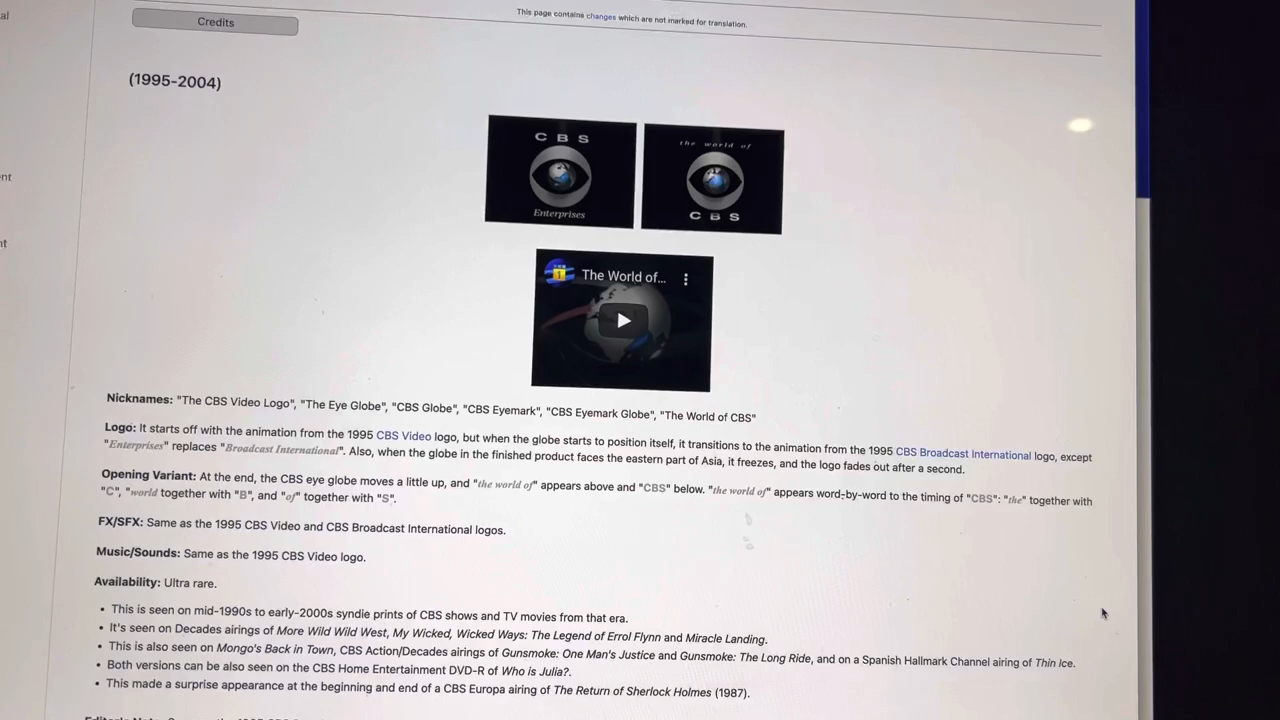 al
This page contains changes which are not marked for translation.
Credits
(1995-2004)
C B S
Enterprises
the world of
C B S
nt
nt
The World of...
Nicknames: "The CBS Video Logo", "The Eye Globe", "CBS Globe", "CBS Eyemark", "CBS Eyemark Globe", "The World of CBS"
Logo: It starts off with the animation from the 1995 CBS Video logo, but when the globe starts to position itself, it transitions to the animation from the 1995 CBS Broadcast International logo, except
"Enterprises" replaces "Broadcast International". Also, when the globe in the finished product faces the eastern part of Asia, it freezes, and the logo fades out after a second.
Opening Variant: At the end, the CBS eye globe moves a little up, and "the world of" appears above and "CBS" below. "the world of" appears word-by-word to the timing of "CBS": "the" together with
"C", "world together with "B", and "of" together with "S".
FX/SFX: Same as the 1995 CBS Video and CBS Broadcast International logos.
Music/Sounds: Same as the 1995 CBS Video logo.
Availability: Ultra rare.
• This is seen on mid-1990s to early-2000s syndie prints of CBS shows and TV movies from that era.
• It's seen on Decades airings of More Wild Wild West, My Wicked, Wicked Ways: The Legend of Errol Flynn and Miracle Landing.
• This is also seen on Mongo's Back in Town, CBS Action/Decades airings of Gunsmoke: One Man's Justice and Gunsmoke: The Long Ride, and on a Spanish Hallmark Channel airing of Thin Ice.
• Both versions can be also seen on the CBS Home Entertainment DVD-R of Who is Julia?.
• This made a surprise appearance at the beginning and end of a CBS Europa airing of The Return of Sherlock Holmes (1987).